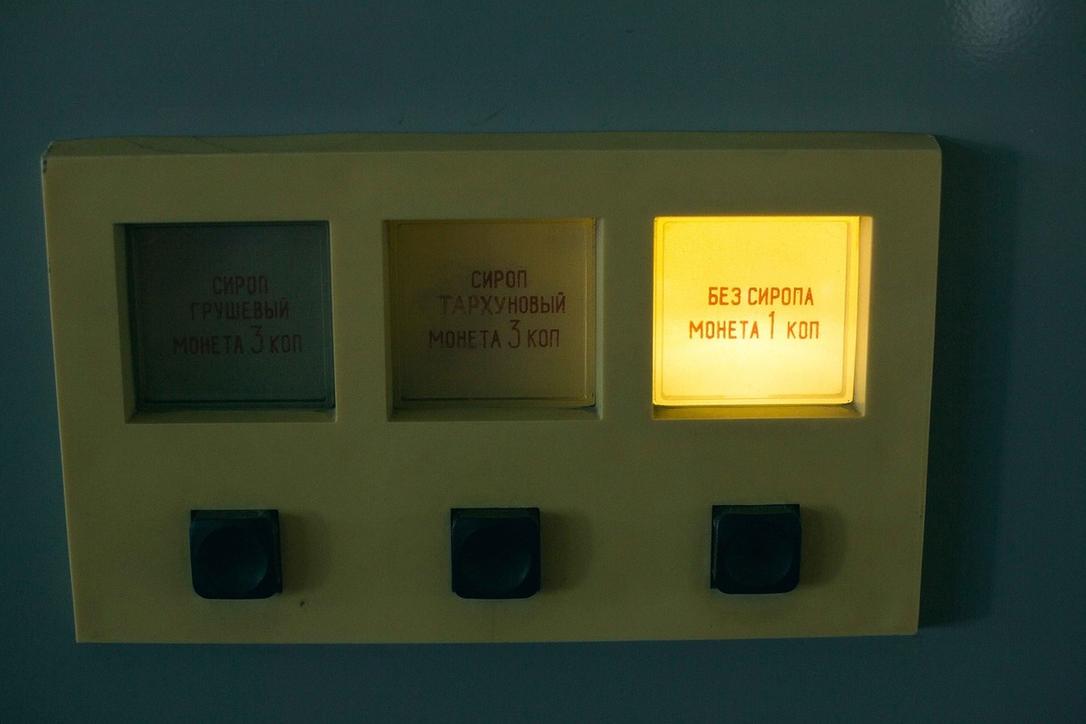 СИРОП
ГРУШЕВЫЙ
МОНЕТА 3 КОП
СИРОП
ТАРХУНОВЫЙ
МОНЕТА 3 КОП
БЕЗ СИРОПА
МОНЕТА 1 КОП